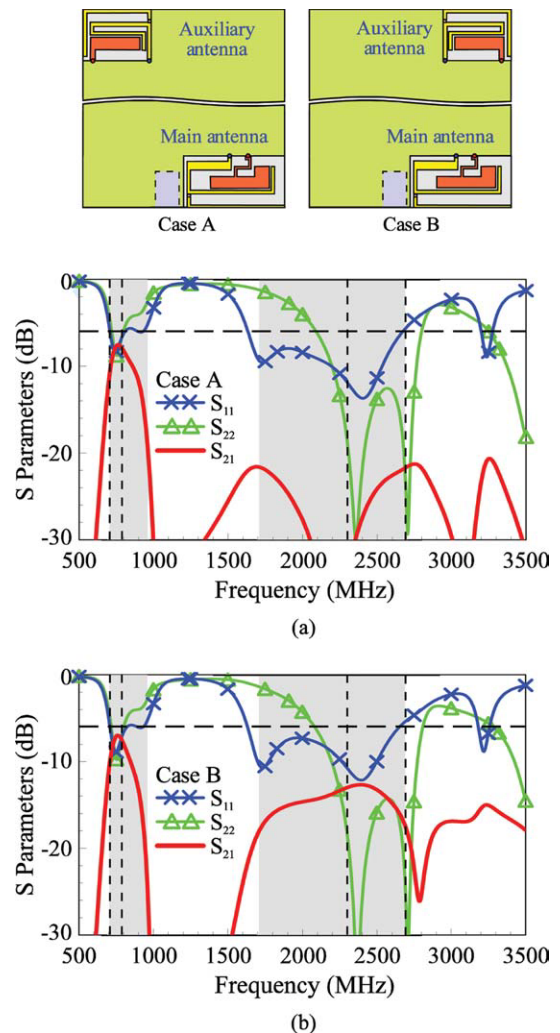 Auxiliary antenna
Auxiliary antenna
Main antenna
Main antenna
Case A
Case B
0
-10
-20
-30
S Parameters (dB)
Case A
S11
S22
S21
500 1000 1500 2000 2500 3000 3500
Frequency (MHz)
(a)
0
-10
-20
-30
S Parameters (dB)
Case B
S11
S22
S21
500 1000 1500 2000 2500 3000 3500
Frequency (MHz)
(b)